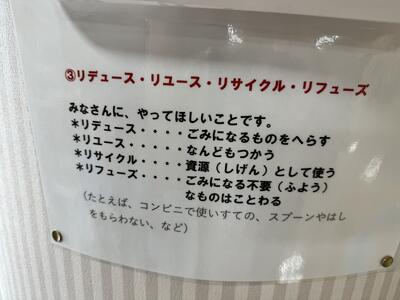 ③リデュース・リユース・リサイクル・リフューズ
みなさんに、やってほしいことです。
＊リデュース・・・・ごみになるものをへらす
＊リユース・・・・・なんどもつかう
＊リサイクル・・・・資源（しげん）として使う
＊リフューズ・・・・ごみになる不要（ふよう）
なものはことわる
（たとえば、コンビニで使いすての、スプーンやはし
をもらわない、など）